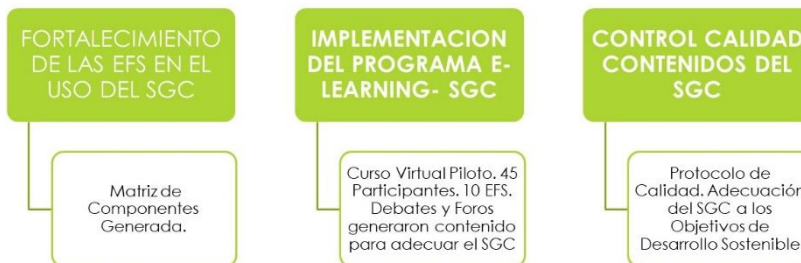 FORTALECIMIENTO
DE LAS EFS EN EL
USO DEL SGC
Matriz de
Componentes
Generada.
IMPLEMENTACION
DEL PROGRAMA E-
LEARNING- SGC
Curso Virtual Piloto. 45
Participantes. 10 EFS.
Debates y Foros
generaron contenido
para adecuar el SGC
CONTROL CALIDAD
CONTENIDOS DEL
SGC
Protocolo de
Calidad. Adecuación
del SGC a los
Objetivos de
Desarrollo Sostenible